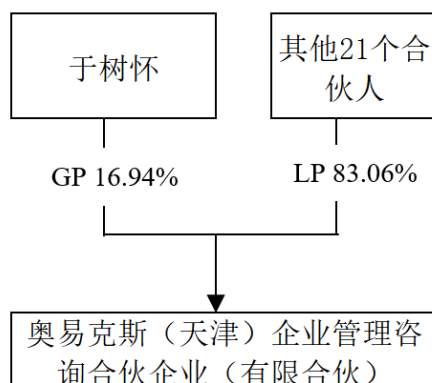 于树怀
其他21个合
伙人
GP 16.94%
LP 83.06%
奥易克斯（天津）企业管理咨
询合伙企业（有限合伙）